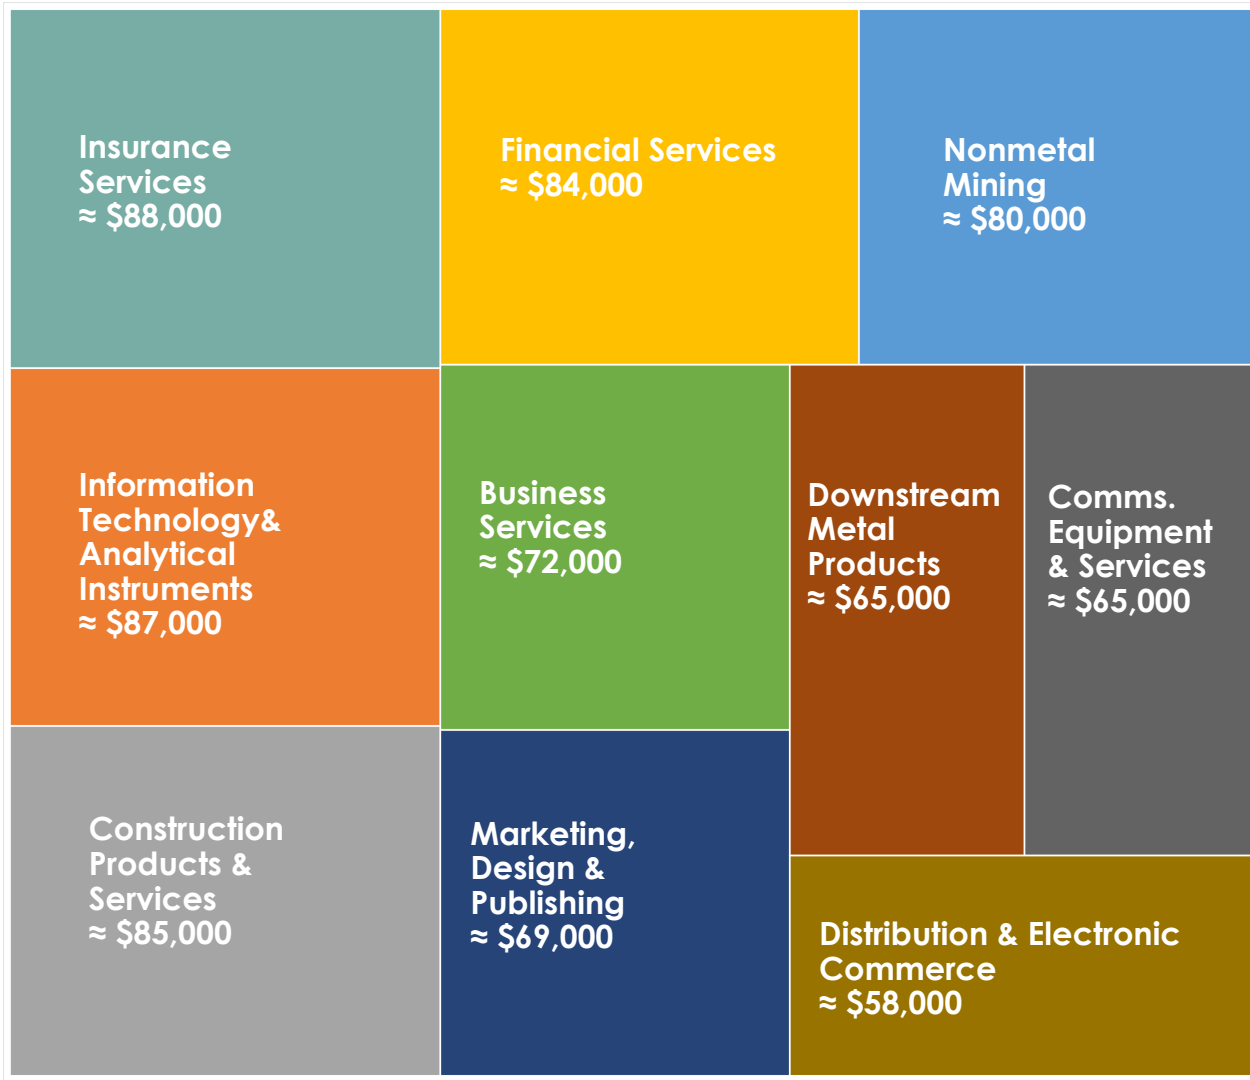 Insurance
Services
≈ $88,000
Financial Services
≈ $84,000
Nonmetal
Mining
≈ $80,000
Information
Technology&
Analytical
Instruments
≈ $87,000
Business
Services
≈ $72,000
Downstream
Metal
Products
≈ $65,000
Comms.
Equipment
& Services
≈ $65,000
Construction
Products &
Services
≈ $85,000
Marketing,
Design &
Publishing
≈ $69,000
Distribution & Electronic
Commerce
≈ $58,000